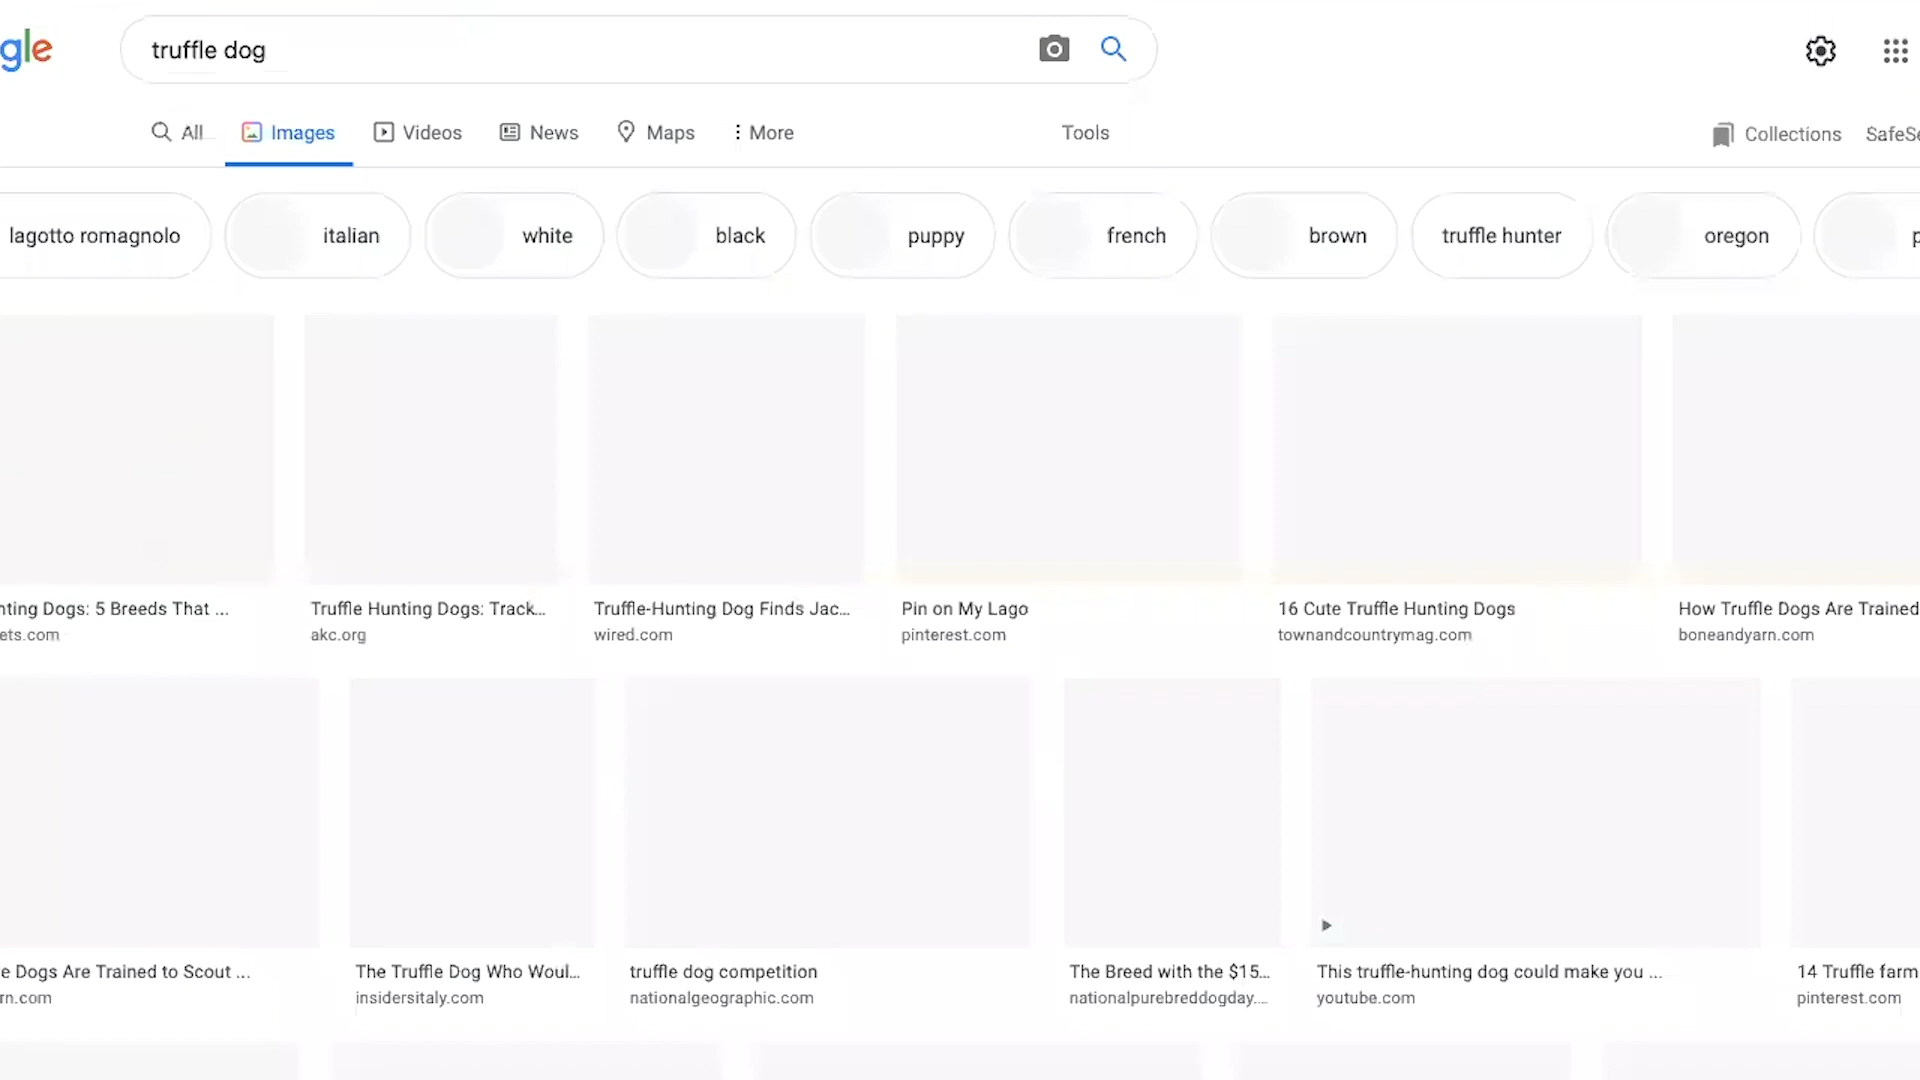 gle
truffle dog
All
Images
Videos
News
Maps
More
Tools
Collections
SafeSe
lagotto romagnolo
italian
white
black
puppy
french
brown
truffle hunter
oregon
p
nting Dogs: 5 Breeds That ...
ets.com
Truffle Hunting Dogs: Track...
akc.org
Truffle-Hunting Dog Finds Jac...
wired.com
Pin on My Lago
pinterest.com
16 Cute Truffle Hunting Dogs
townandcountrymag.com
How Truffle Dogs Are Trained
boneandyarn.com
e Dogs Are Trained to Scout ...
rn.com
The Truffle Dog Who Woul...
insidersitaly.com
truffle dog competition
nationalgeographic.com
The Breed with the $15...
nationalpurebreddogday....
This truffle-hunting dog could make you ...
youtube.com
14 Truffle farm
pinterest.com